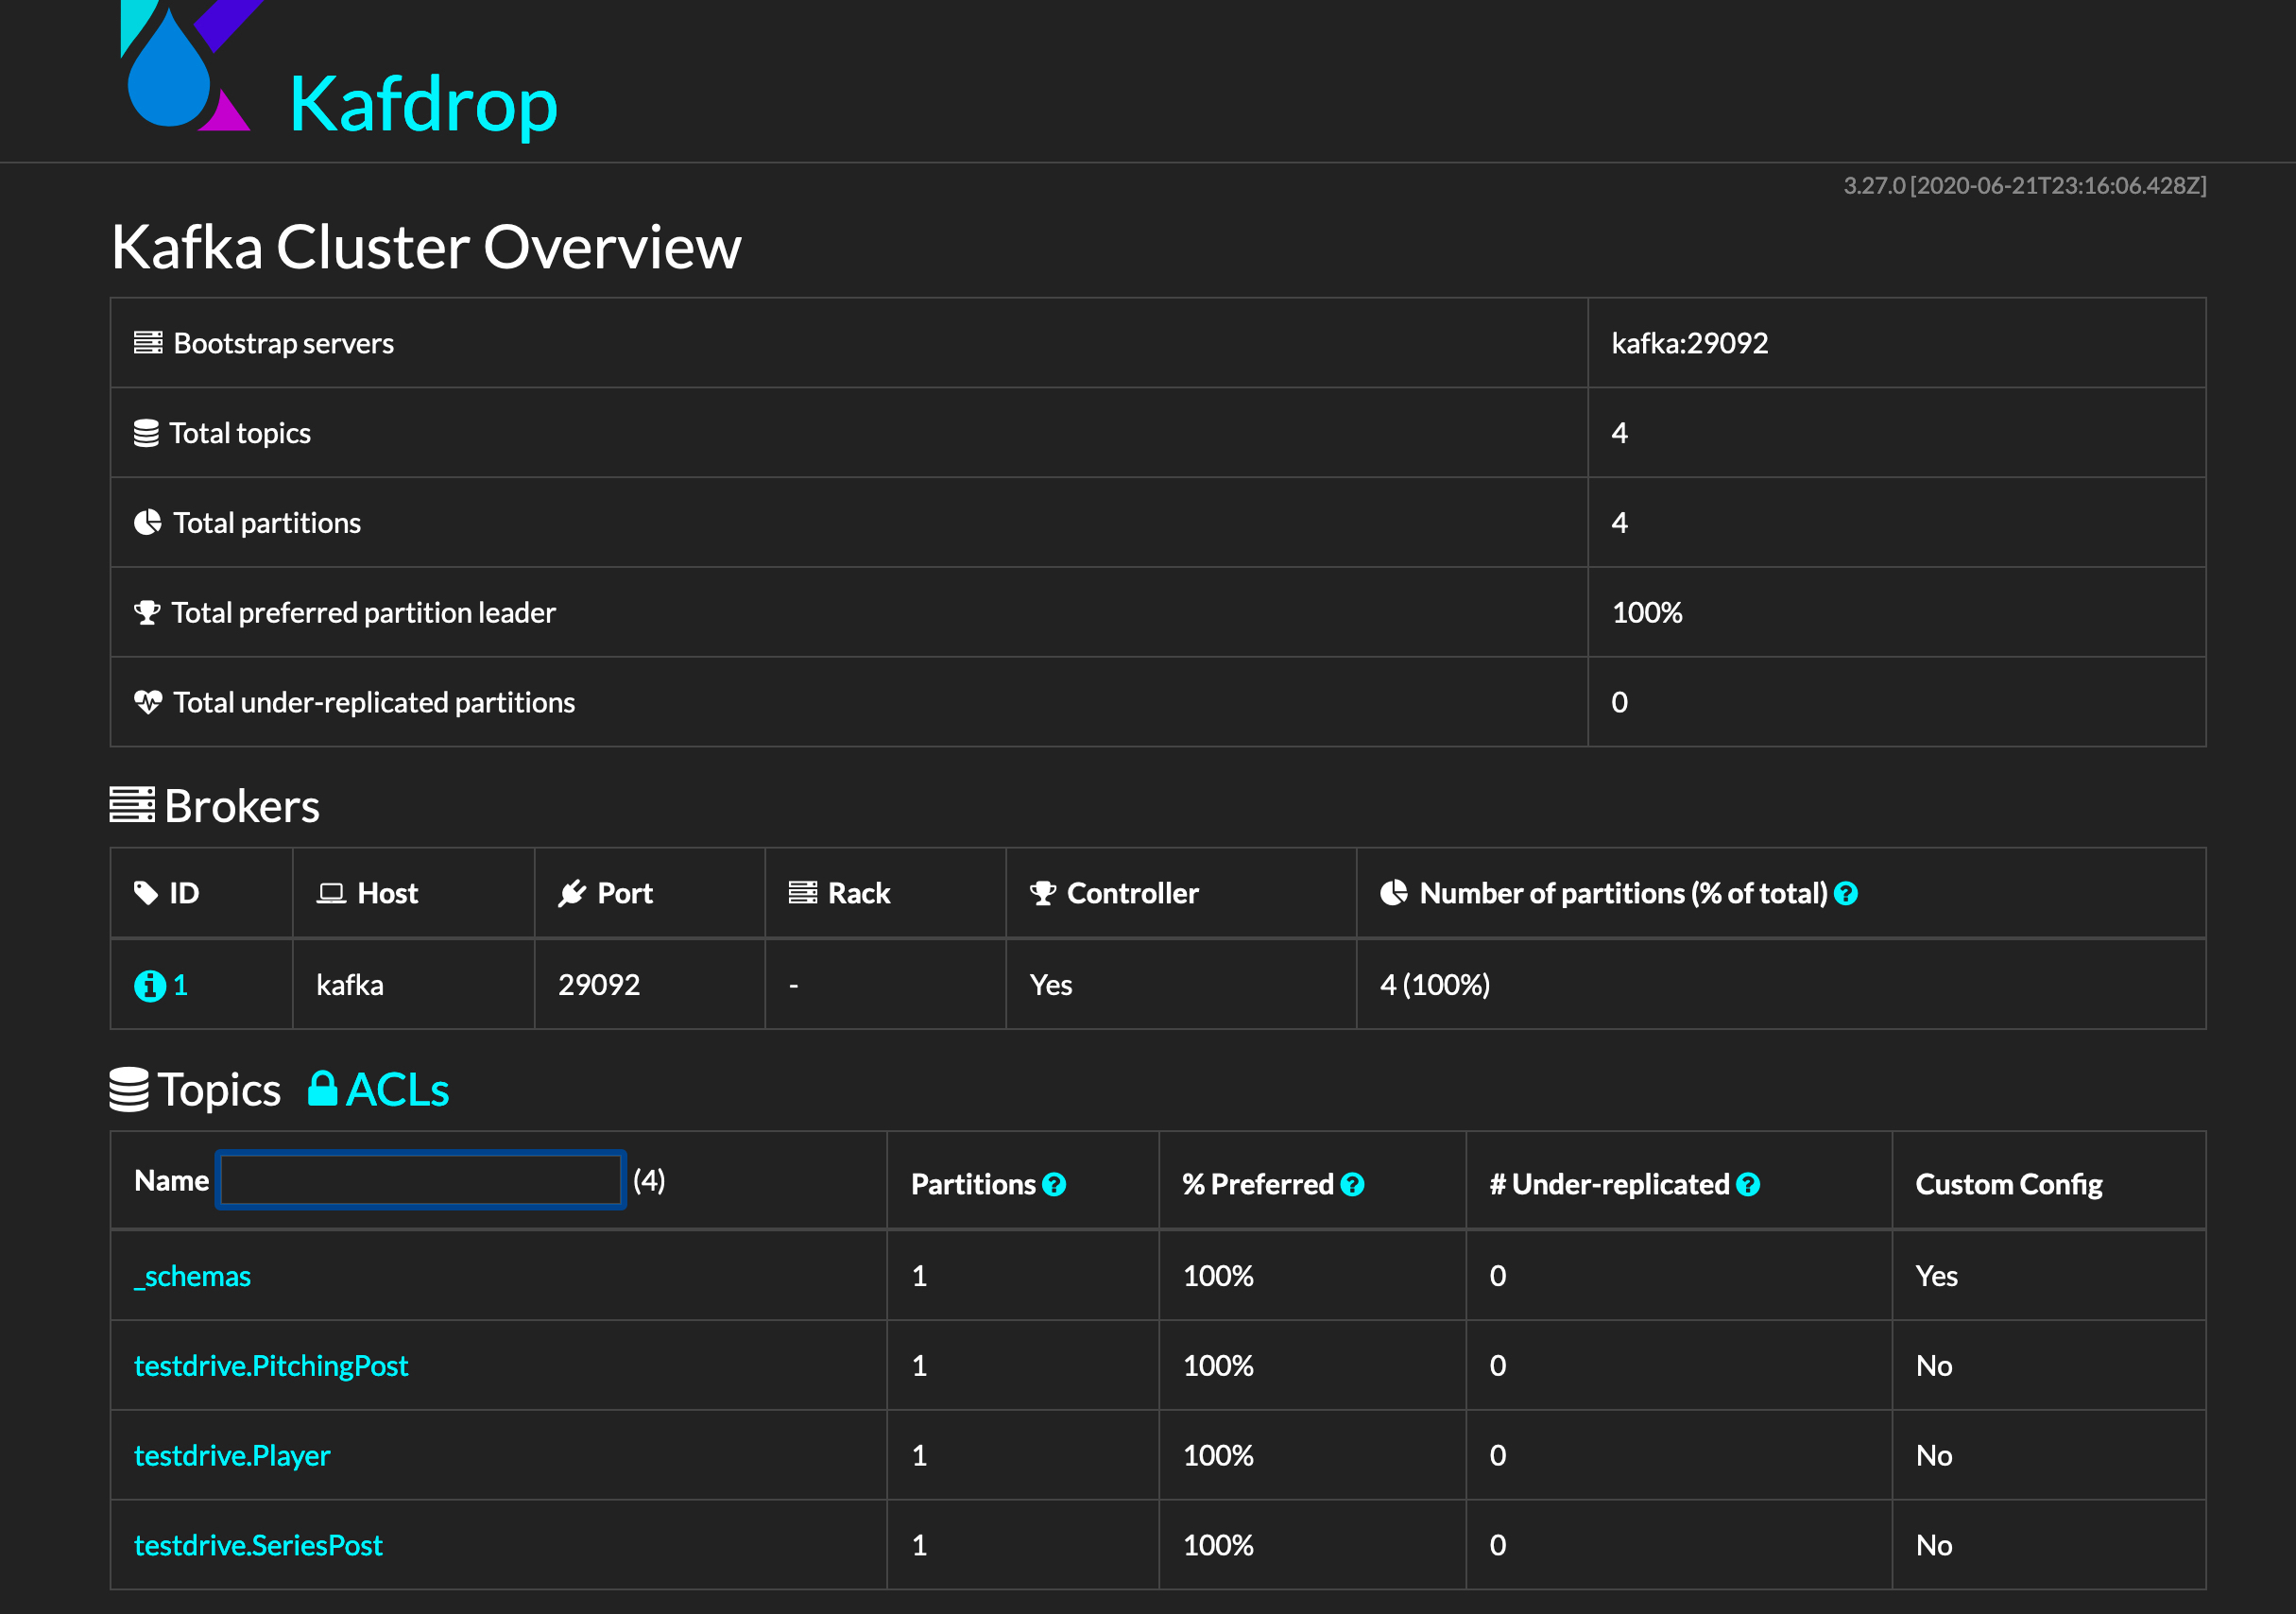 Kafdrop
3.27.0 [2020-06-21T23:16:06.428Z]
Kafka Cluster Overview
Bootstrap servers kafka:29092
Total topics 4
Total partitions 4
Total preferred partition leader 100%
Total under-replicated partitions 0
Brokers
ID Host Port Rack Controller Number of partitions (% of total)
1 kafka 29092 - Yes 4 (100%)
Topics ACLs
Name (4) Partitions % Preferred # Under-replicated Custom Config
_schemas 1 100% 0 Yes
testdrive.PitchingPost 1 100% 0 No
testdrive.Player 1 100% 0 No
testdrive.SeriesPost 1 100% 0 No